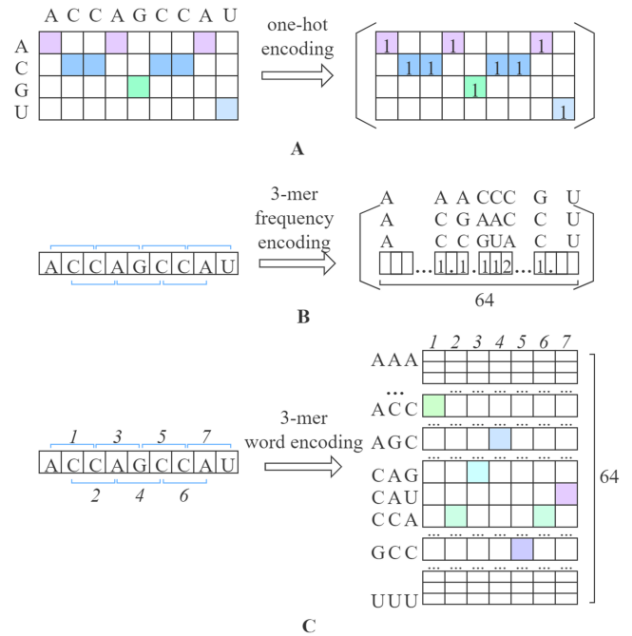 A C C A G C C A U
A
C
G
U
one-hot
encoding
1 1 1
1 1 1 1
1
1
A
A C C A G C C A U
3-mer
frequency
encoding
A A A C C C G U
A C G A A C C U
A C C G U A C U
... 1 . 1 . 1 1 2 ... 1 .
64
B
1 3 5 7
A C C A G C C A U
2 4 6
3-mer
word encoding
1 2 3 4 5 6 7
AAA
...
ACC
AGC
CAG
CAU
CCA
GCC
UUU
64
C